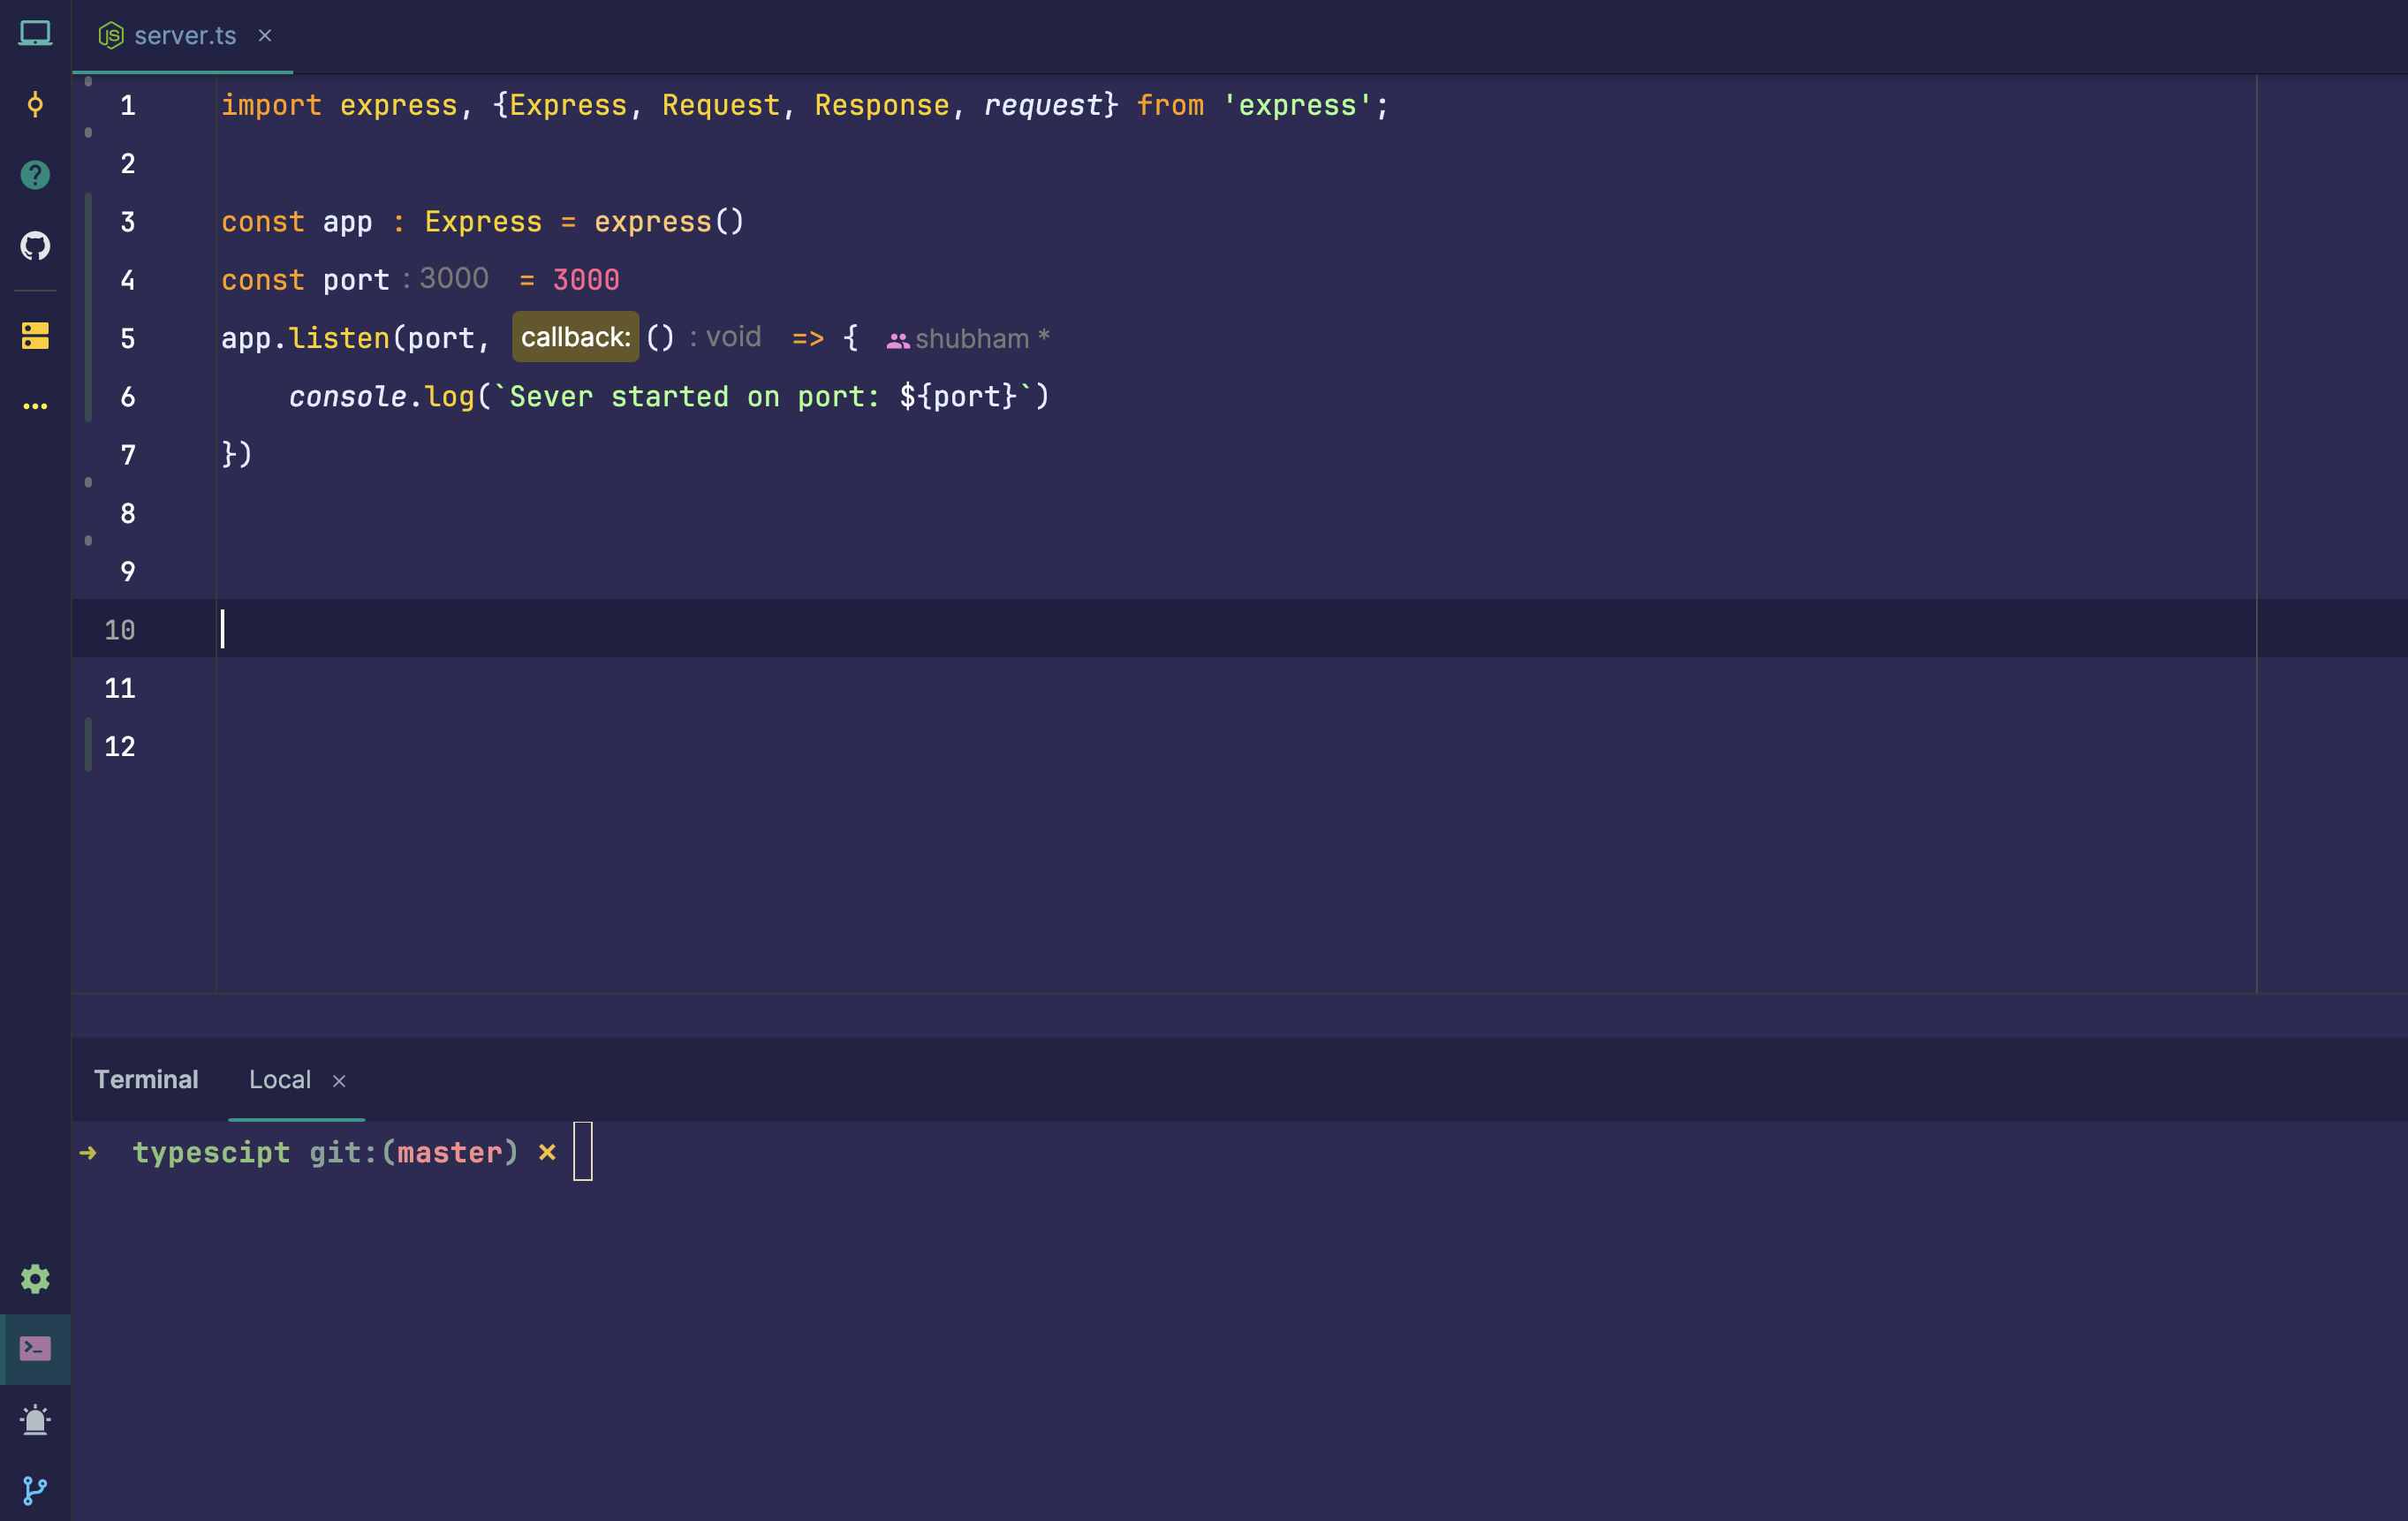 JS server.ts ×
1 import express, {Express, Request, Response, request} from 'express';
2
3 const app : Express = express()
4 const port : 3000 = 3000
5 app.listen(port, callback: () : void => { shubham *
6 console.log(`Sever started on port: ${port}`)
7 })
8
9
10
11
12
Terminal Local ×
→ typescipt git:(master) ×